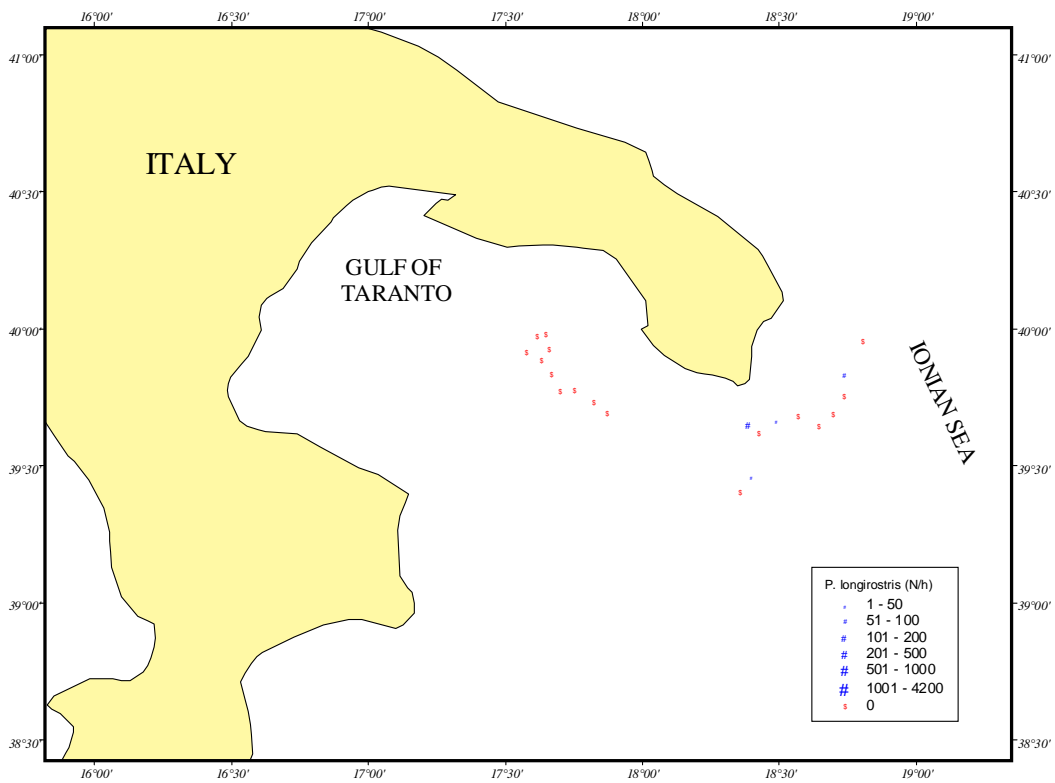 16°00' 16°30' 17°00' 17°30' 18°00' 18°30' 19°00'
41°00' 41°00'
ITALY
40°30' 40°30'
GULF OF
TARANTO
40°00' 40°00'
IONIAN SEA
39°30' 39°30'
P. longirostris (N/h)
# 1 - 50
# 51 - 100
39°00' 39°00'
# 101 - 200
# 201 - 500
# 501 - 1000
# 1001 - 4200
$ 0
38°30' 38°30'
16°00' 16°30' 17°00' 17°30' 18°00' 18°30' 19°00'